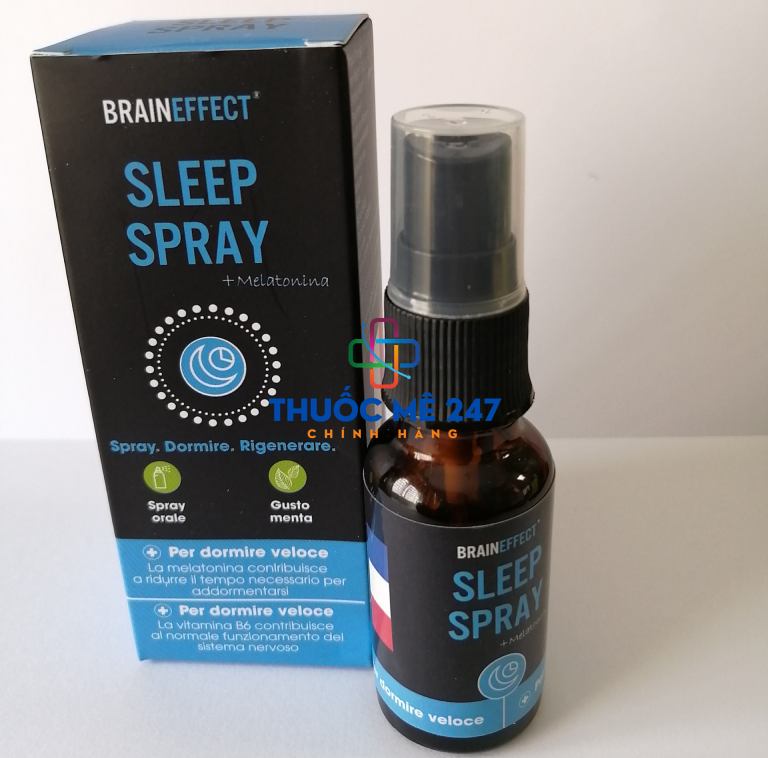 SLEEP
SPRAY
BRAINEFFECT
SLEEP
SPRAY
+Melatonina
Spray. Dormire. Rigenerare.
Spray
orale
Gusto
menta
Per dormire veloce
La melatonina contribuisce
a ridurre il tempo necessario per
addormentarsi
Per dormire veloce
La vitamina B6 contribuisce
al normale funzionamento del
sistema nervoso
THUỐC MÊ 247
CHÍNH HÃNG
BRAINEFFECT
SLEEP
SPRAY
dormire veloce